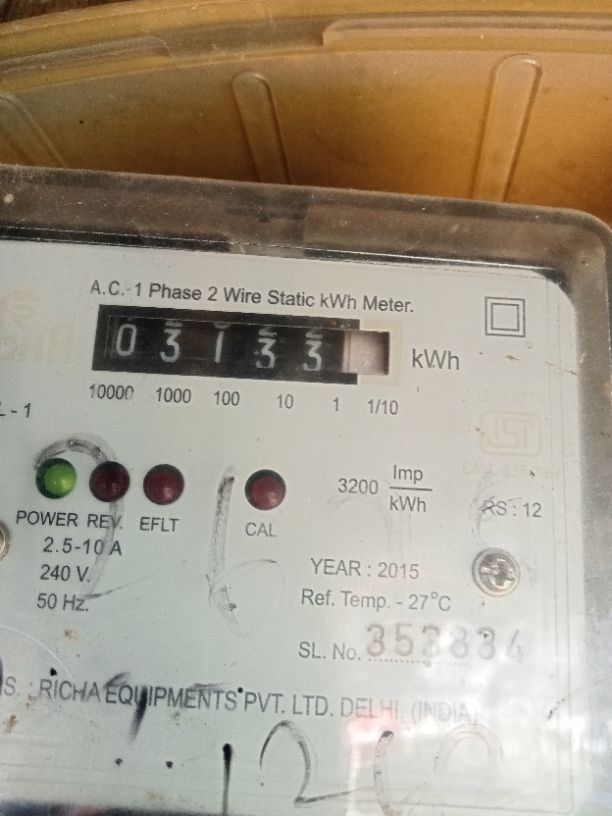 A.C.-1 Phase 2 Wire Static kWh Meter.
03133 kWh
10000 1000 100 10 1 1/10
L - 1
3200 Imp
kWh
POWER REV. EFLT CAL RS : 12
2.5-10 A
240 V.
50 Hz.
YEAR : 2015
Ref. Temp. - 27°C
SL. No. 353834
S. RICHA EQUIPMENTS PVT. LTD. DELHI. (INDIA)